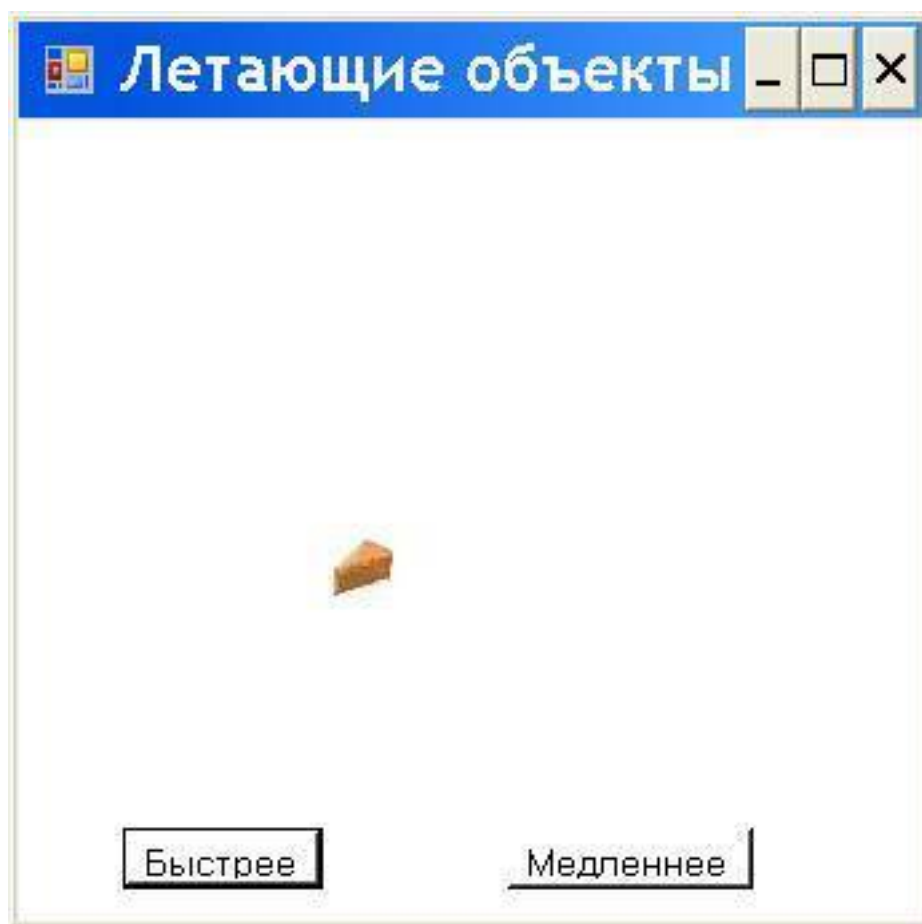 Летающие объекты
Быстрее
Медленнее